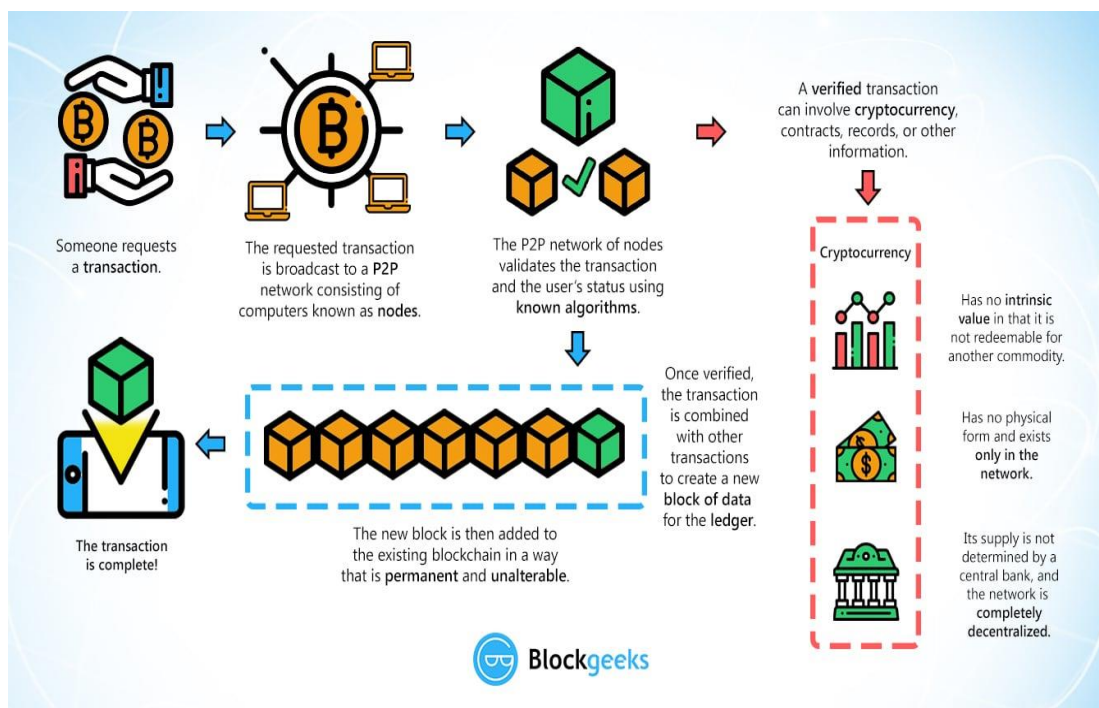 Someone requests
a transaction.
The requested transaction
is broadcast to a P2P
network consisting of
computers known as nodes.
The P2P network of nodes
validates the transaction
and the user's status using
known algorithms.
A verified transaction
can involve cryptocurrency,
contracts, records, or other
information.
Cryptocurrency
Has no intrinsic
value in that it is
not redeemable for
another commodity.
Has no physical
form and exists
only in the
network.
Its supply is not
determined by a
central bank, and
the network is
completely
decentralized.
Once verified,
the transaction
is combined
with other
transactions
to create a new
block of data
for the ledger.
The new block is then added to
the existing blockchain in a way
that is permanent and unalterable.
The transaction
is complete!
Blockgeeks